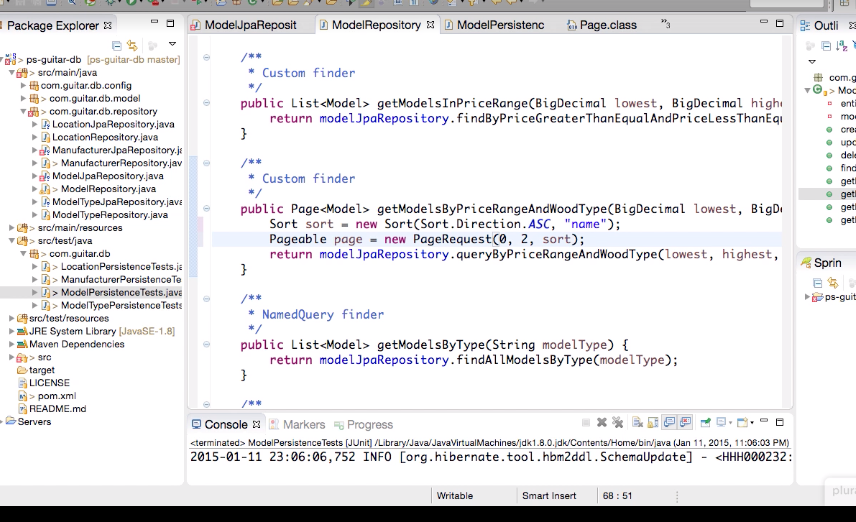 Package Explorer
ModelJpaReposit
ModelRepository
ModelPersistenc
Page.class
3
Outli
ps-guitar-db [ps-guitar-db master]
src/main/java
com.guitar.db.config
> com.guitar.db.model
> com.guitar.db.repository
LocationJpaRepository.java
LocationRepository.java
ManufacturerJpaRepository.ja
> ManufacturerRepository.jav
ModelJpaRepository.java
> ModelRepository.java
ModelTypeJpaRepository.java
ModelTypeRepository.java
> src/main/resources
> src/test/java
> com.guitar.db
> LocationPersistenceTests.ja
> ManufacturerPersistenceTe
> ModelPersistenceTests.java
> ModelTypePersistenceTests
src/test/resources
JRE System Library [JavaSE-1.8]
Maven Dependencies
> src
target
LICENSE
> pom.xml
README.md
Servers
/**
* Custom finder
*/
public List<Model> getModelsInPriceRange(BigDecimal lowest, BigDecimal highe
return modelJpaRepository.findByPriceGreaterThanEqualAndPriceLessThanEqu
}
/**
* Custom finder
*/
public Page<Model> getModelsByPriceRangeAndWoodType(BigDecimal lowest, BigDe
Sort sort = new Sort(Sort.Direction.ASC, "name");
Pageable page = new PageRequest(0, 2, sort);
return modelJpaRepository.queryByPriceRangeAndWoodType(lowest, highest,
}
/**
* NamedQuery finder
*/
public List<Model> getModelsByType(String modelType) {
return modelJpaRepository.findAllModelsByType(modelType);
}
/**
com.gu
Mod
enti
mod
crea
upd
dele
find
getl
getl
getl
getl
Sprin
ps-guit
Console
Markers
Progress
<terminated> ModelPersistenceTests [JUnit] /Library/Java/JavaVirtualMachines/jdk1.8.0.jdk/Contents/Home/bin/java (Jan 11, 2015, 11:06:03 PM)
2015-01-11 23:06:06,752 INFO [org.hibernate.tool.hbm2ddl.SchemaUpdate] - <HHH000232:
Writable
Smart Insert
68 : 51
plura